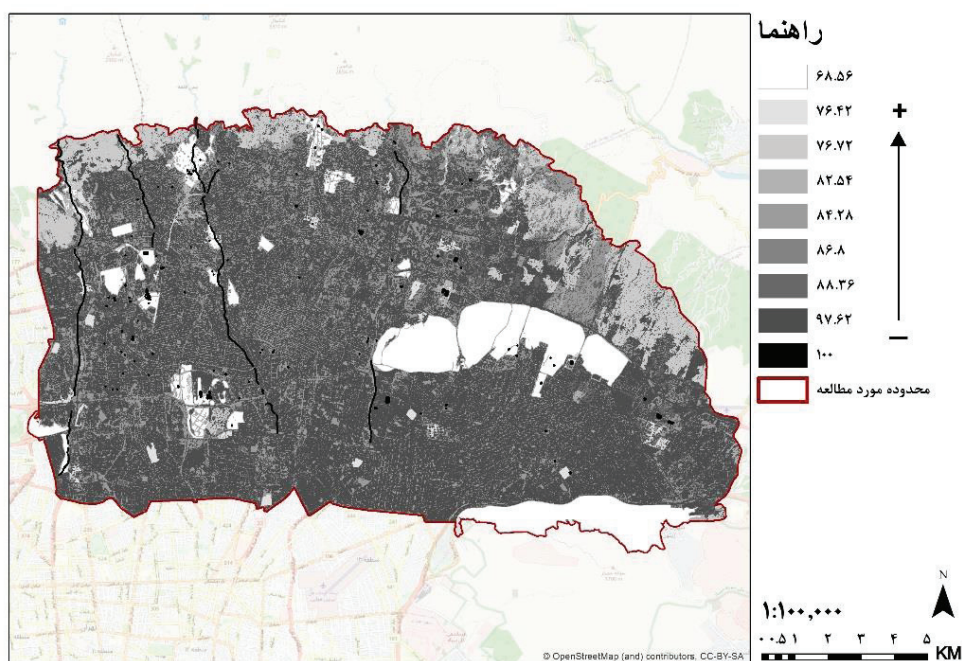 راهنما
۶۸.۵۶
۷۶.۴۲
۷۶.۷۲
۸۲.۵۴
۸۴.۲۸
۸۶.۸
۸۸.۳۶
۹۷.۶۲
۱۰۰
محدوده مورد مطالعه
+
−
N
۱:۱۰۰,۰۰۰
۰ ۰.۵ ۱ ۲ ۳ ۴ ۵
KM
© OpenStreetMap (and) contributors, CC-BY-SA